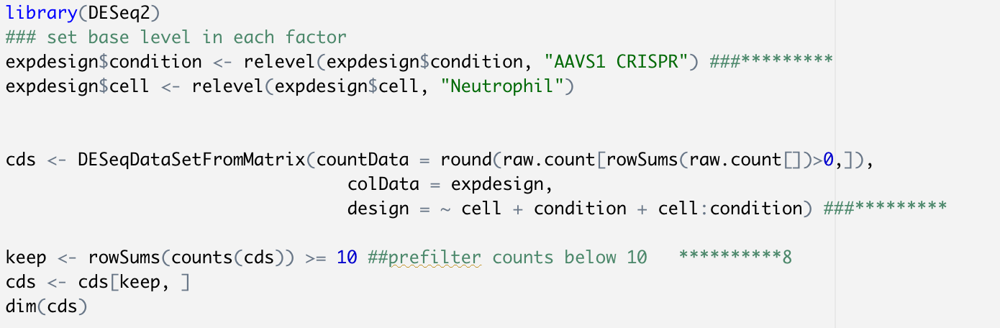 library(DESeq2)
### set base level in each factor
expdesign$condition <- relevel(expdesign$condition, "AAVS1 CRISPR") ###*********
expdesign$cell <- relevel(expdesign$cell, "Neutrophil")
cds <- DESeqDataSetFromMatrix(countData = round(raw.count[rowSums(raw.count[])>0,]),
colData = expdesign,
design = ~ cell + condition + cell:condition) ###*********
keep <- rowSums(counts(cds)) >= 10 ##prefilter counts below 10   **********8
cds <- cds[keep, ]
dim(cds)